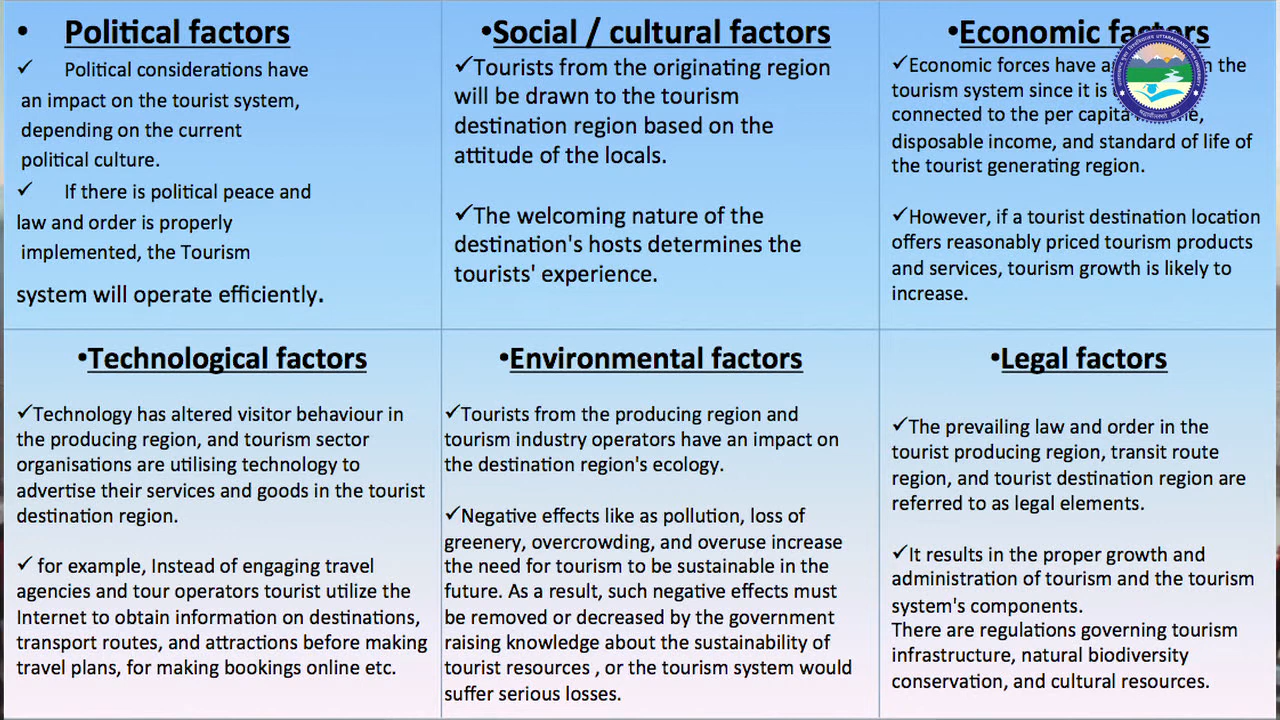 • Political factors
✓ Political considerations have
an impact on the tourist system,
depending on the current
political culture.
✓ If there is political peace and
law and order is properly
implemented, the Tourism
system will operate efficiently.
•Social / cultural factors
✓Tourists from the originating region
will be drawn to the tourism
destination region based on the
attitude of the locals.
✓The welcoming nature of the
destination's hosts determines the
tourists' experience.
•Economic factors
✓Economic forces have a the
tourism system since it is
connected to the per capita
disposable income, and standard of life of
the tourist generating region.
✓However, if a tourist destination location
offers reasonably priced tourism products
and services, tourism growth is likely to
increase.
•Technological factors
✓Technology has altered visitor behaviour in
the producing region, and tourism sector
organisations are utilising technology to
advertise their services and goods in the tourist
destination region.
✓ for example, Instead of engaging travel
agencies and tour operators tourist utilize the
Internet to obtain information on destinations,
transport routes, and attractions before making
travel plans, for making bookings online etc.
•Environmental factors
✓Tourists from the producing region and
tourism industry operators have an impact on
the destination region's ecology.
✓Negative effects like as pollution, loss of
greenery, overcrowding, and overuse increase
the need for tourism to be sustainable in the
future. As a result, such negative effects must
be removed or decreased by the government
raising knowledge about the sustainability of
tourist resources , or the tourism system would
suffer serious losses.
•Legal factors
✓The prevailing law and order in the
tourist producing region, transit route
region, and tourist destination region are
referred to as legal elements.
✓It results in the proper growth and
administration of tourism and the tourism
system's components.
There are regulations governing tourism
infrastructure, natural biodiversity
conservation, and cultural resources.